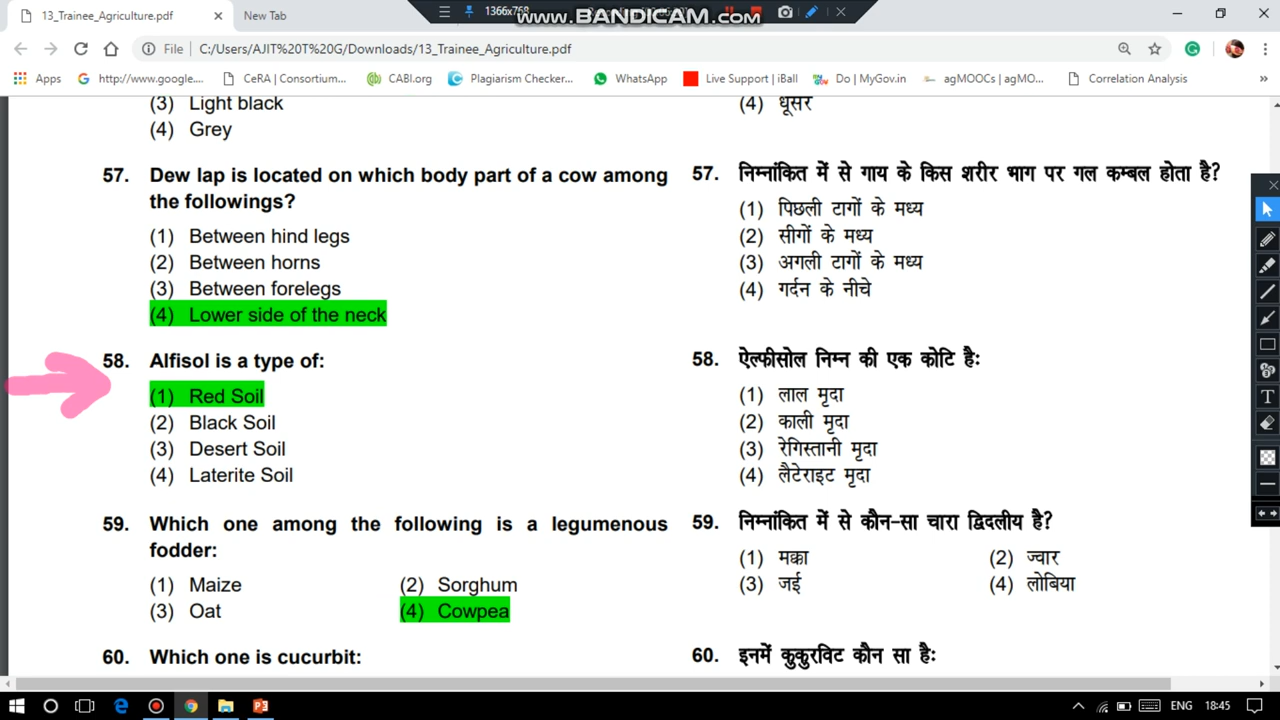 13_Trainee_Agriculture.pdf
New Tab
1366x768
www.BANDICAM.com
File
C:/Users/AJIT%20T%20G/Downloads/13_Trainee_Agriculture.pdf
Apps
http://www.google....
CeRA | Consortium...
CABI.org
Plagiarism Checker...
WhatsApp
Live Support | iBall
Do | MyGov.in
agMOOCs | agMO...
Correlation Analysis
(3) Light black
(4) Grey
57. Dew lap is located on which body part of a cow among
the followings?
(1) Between hind legs
(2) Between horns
(3) Between forelegs
(4) Lower side of the neck
58. Alfisol is a type of:
(1) Red Soil
(2) Black Soil
(3) Desert Soil
(4) Laterite Soil
59. Which one among the following is a legumenous
fodder:
(1) Maize (2) Sorghum
(3) Oat (4) Cowpea
60. Which one is cucurbit:
(4) धूसर
57. निम्नांकित में से गाय के किस शरीर भाग पर गल कम्बल होता है?
(1) पिछली टागों के मध्य
(2) सीगों के मध्य
(3) अगली टागों के मध्य
(4) गर्दन के नीचे
58. ऐल्फीसोल निम्न की एक कोटि हैः
(1) लाल मृदा
(2) काली मृदा
(3) रेगिस्तानी मृदा
(4) लैटेराइट मृदा
59. निम्नांकित में से कौन-सा चारा द्विदलीय है?
(1) मक्का (2) ज्वार
(3) जई (4) लोबिया
60. इनमें कुकुरविट कौन सा हैः
ENG
18:45